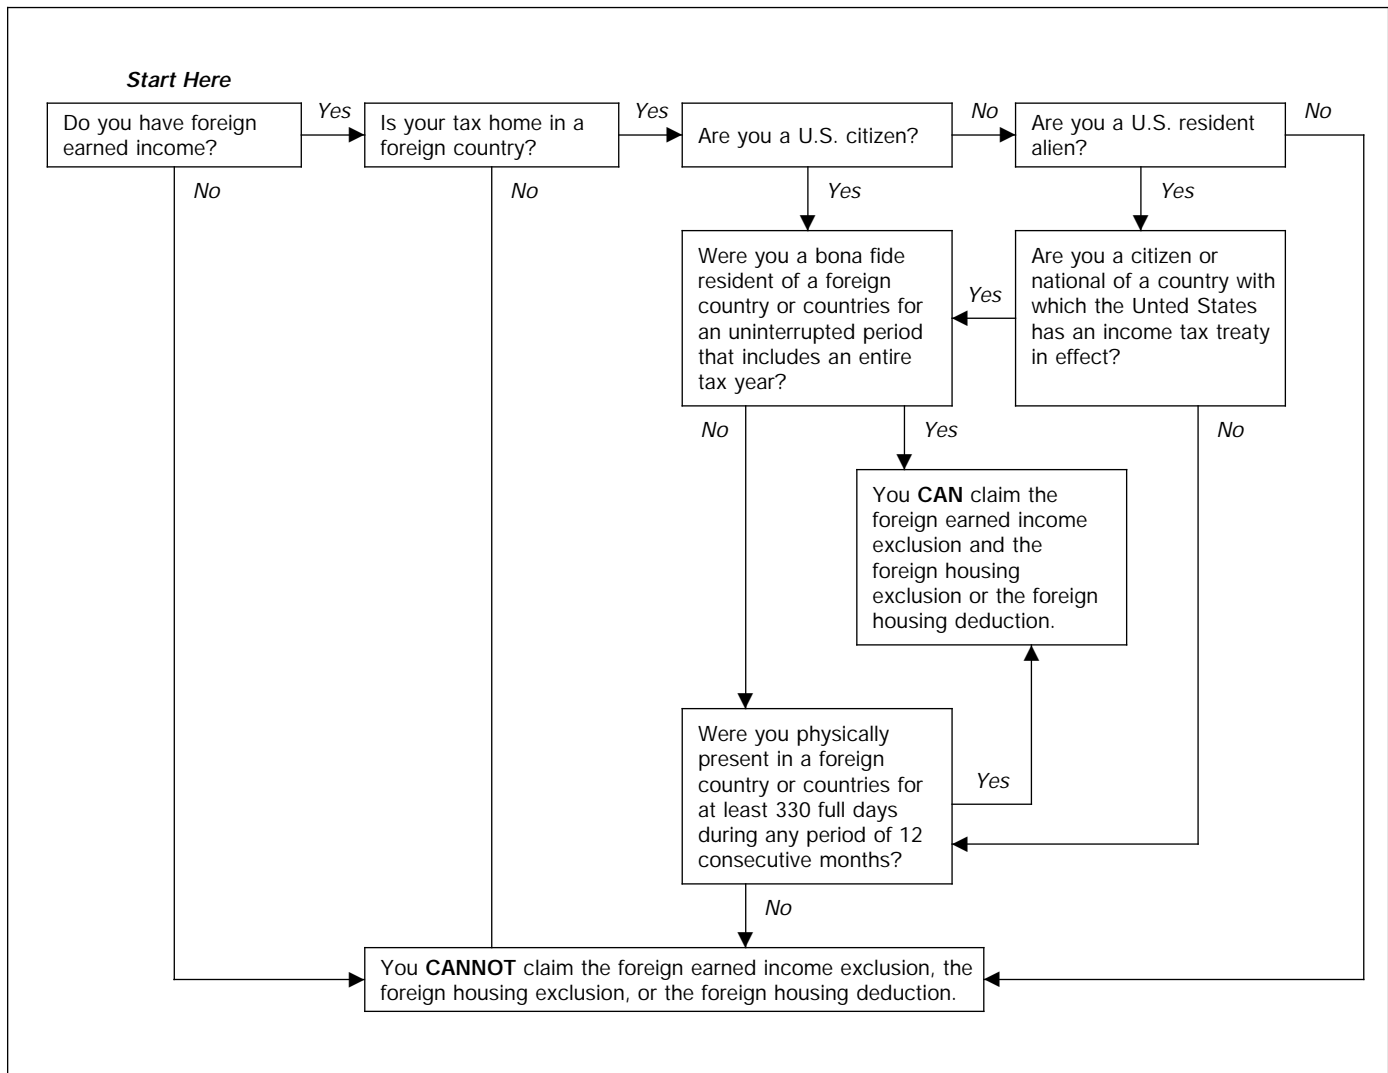 Start Here
Do you have foreign
earned income?
Yes
Is your tax home in a
foreign country?
Yes
Are you a U.S. citizen?
No
Are you a U.S. resident
alien?
No
No
No
Yes
Yes
Were you a bona fide
resident of a foreign
country or countries for
an uninterrupted period
that includes an entire
tax year?
Yes
Are you a citizen or
national of a country with
which the Unted States
has an income tax treaty
in effect?
No
Yes
No
You CAN claim the
foreign earned income
exclusion and the
foreign housing
exclusion or the foreign
housing deduction.
Were you physically
present in a foreign
country or countries for
at least 330 full days
during any period of 12
consecutive months?
Yes
No
You CANNOT claim the foreign earned income exclusion, the
foreign housing exclusion, or the foreign housing deduction.